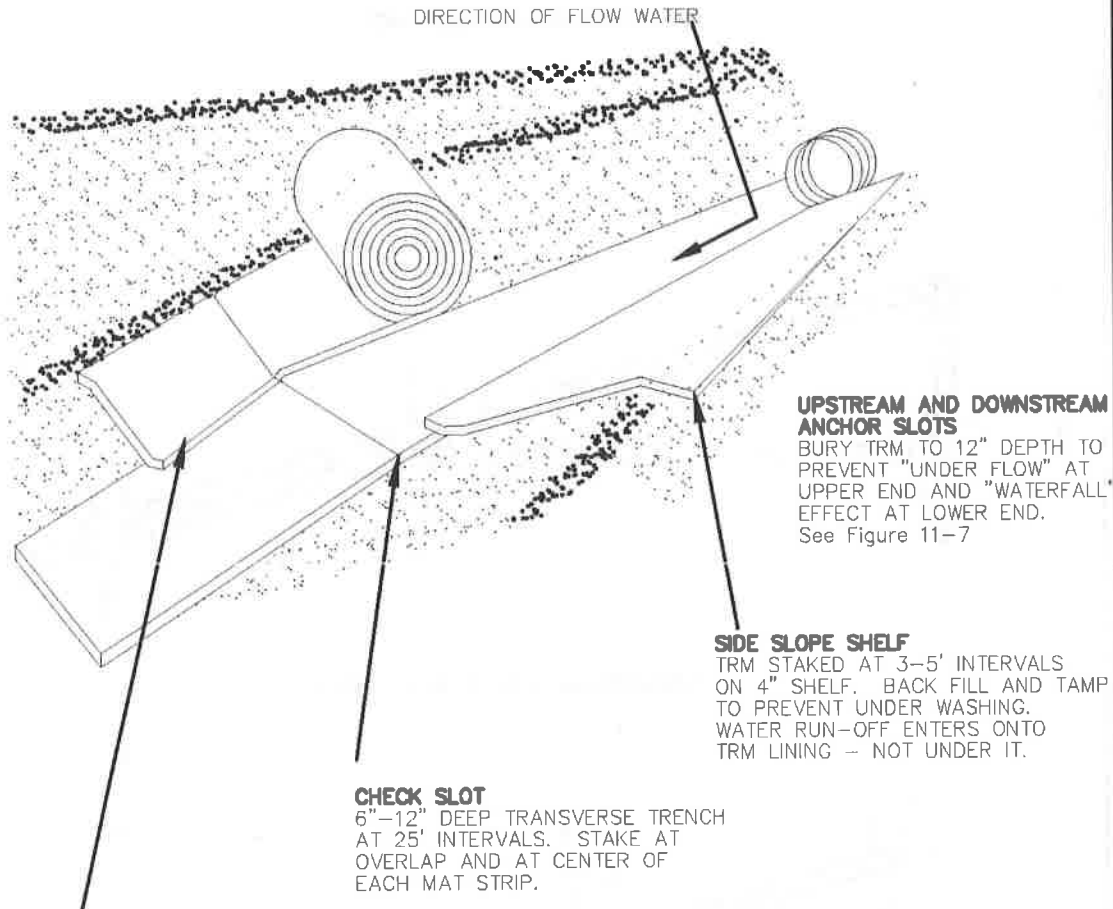 DIRECTION OF FLOW WATER
UPSTREAM AND DOWNSTREAM
ANCHOR SLOTS
BURY TRM TO 12" DEPTH TO
PREVENT "UNDER FLOW" AT
UPPER END AND "WATERFALL"
EFFECT AT LOWER END.
See Figure 11-7
SIDE SLOPE SHELF
TRM STAKED AT 3-5' INTERVALS
ON 4" SHELF. BACK FILL AND TAMP
TO PREVENT UNDER WASHING.
WATER RUN-OFF ENTERS ONTO
TRM LINING - NOT UNDER IT.
CHECK SLOT
6"-12" DEEP TRANSVERSE TRENCH
AT 25' INTERVALS. STAKE AT
OVERLAP AND AT CENTER OF
EACH MAT STRIP.